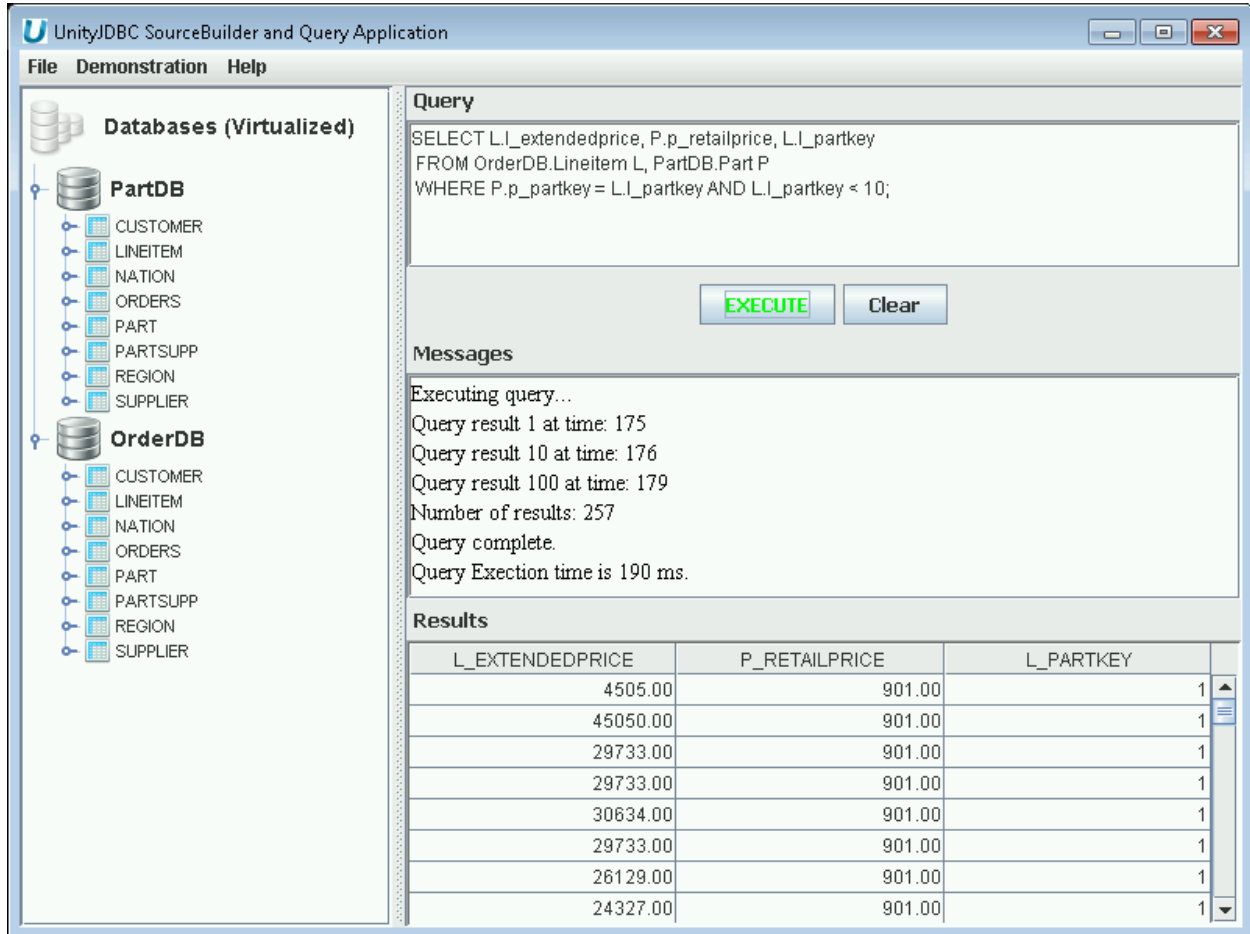 UnityJDBC SourceBuilder and Query Application
File Demonstration Help
Databases (Virtualized)
PartDB
CUSTOMER
LINEITEM
NATION
ORDERS
PART
PARTSUPP
REGION
SUPPLIER
OrderDB
CUSTOMER
LINEITEM
NATION
ORDERS
PART
PARTSUPP
REGION
SUPPLIER
Query
SELECT L.l_extendedprice, P.p_retailprice, L.l_partkey
FROM OrderDB.Lineitem L, PartDB.Part P
WHERE P.p_partkey = L.l_partkey AND L.l_partkey < 10;
EXECUTE Clear
Messages
Executing query...
Query result 1 at time: 175
Query result 10 at time: 176
Query result 100 at time: 179
Number of results: 257
Query complete.
Query Exection time is 190 ms.
Results
L_EXTENDEDPRICE P_RETAILPRICE L_PARTKEY
4505.00 901.00 1
45050.00 901.00 1
29733.00 901.00 1
29733.00 901.00 1
30634.00 901.00 1
29733.00 901.00 1
26129.00 901.00 1
24327.00 901.00 1